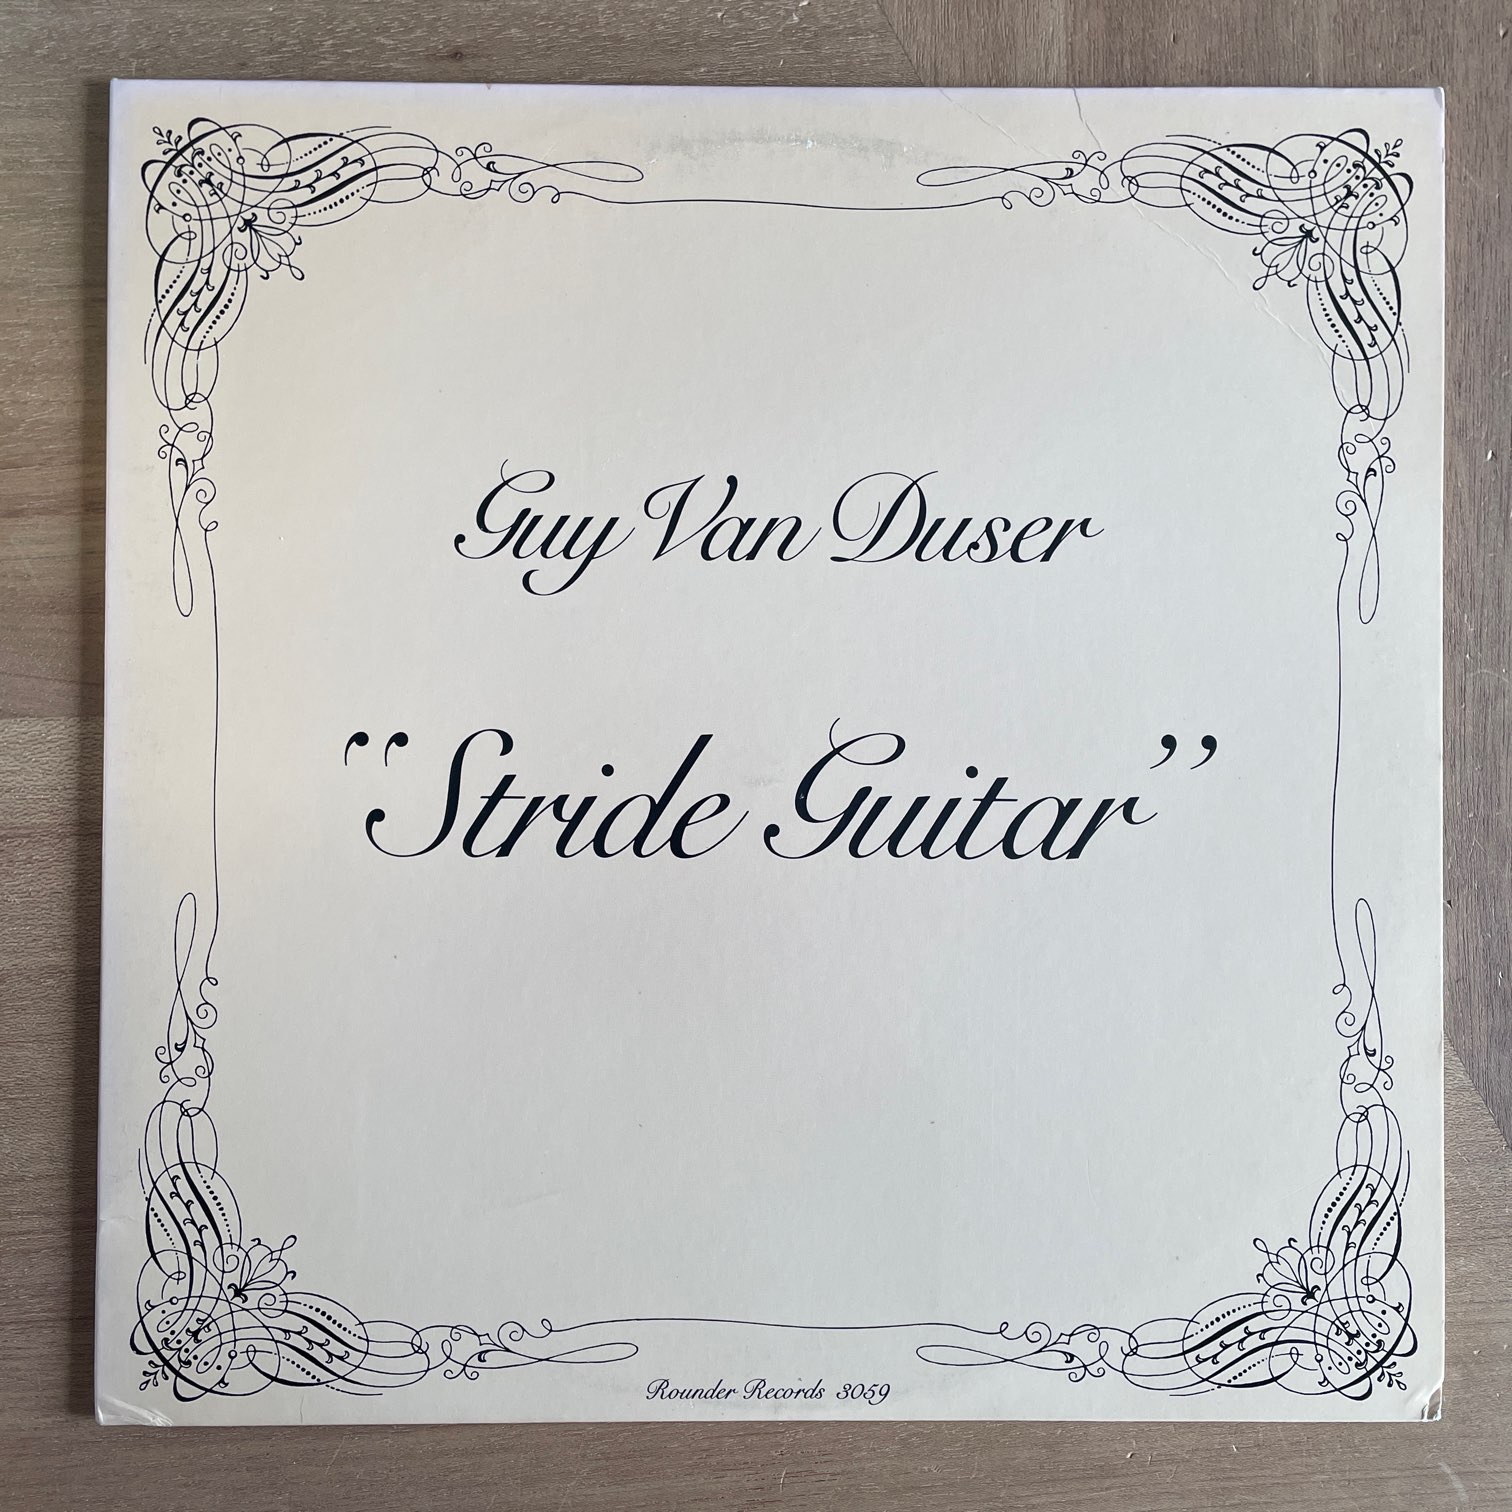 Guy Van Duser
“Stride Guitar”
Rounder Records 3059